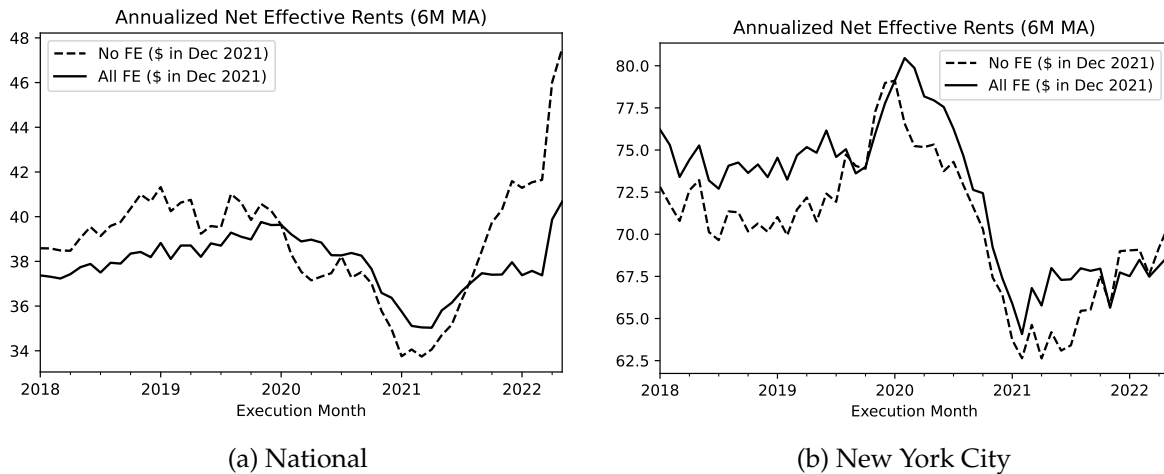 Annualized Net Effective Rents (6M MA)
No FE ($ in Dec 2021)
All FE ($ in Dec 2021)
48
46
44
42
40
38
36
34
2018
2019
2020
2021
2022
Execution Month
(a) National
Annualized Net Effective Rents (6M MA)
No FE ($ in Dec 2021)
All FE ($ in Dec 2021)
80.0
77.5
75.0
72.5
70.0
67.5
65.0
62.5
2018
2019
2020
2021
2022
Execution Month
(b) New York City